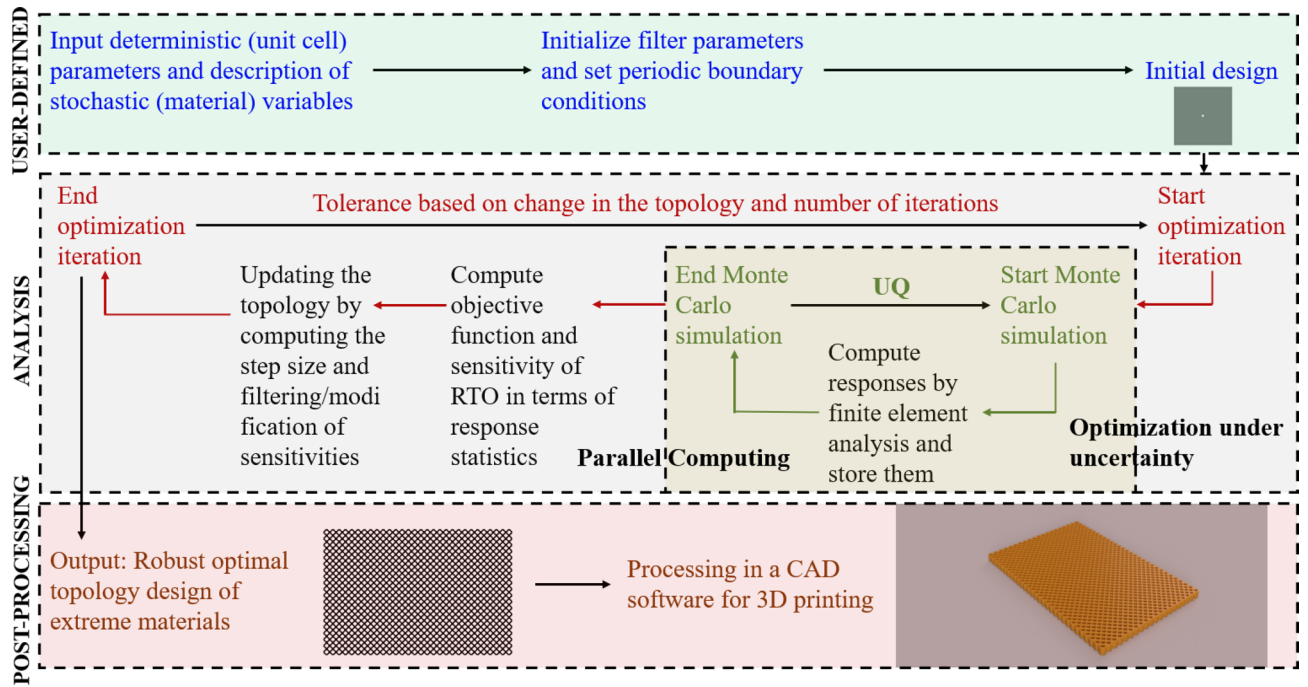 USER-DEFINED
Input deterministic (unit cell)
parameters and description of
stochastic (material) variables
Initialize filter parameters
and set periodic boundary
conditions
Initial design
ANALYSIS
End
optimization
iteration
Tolerance based on change in the topology and number of iterations
Start
optimization
iteration
Updating the
topology by
computing the
step size and
filtering/modi
fication of
sensitivities
Compute
objective
function and
sensitivity of
RTO in terms of
response
statistics
End Monte
Carlo
simulation
UQ
Start Monte
Carlo
simulation
Compute
responses by
finite element
analysis and
store them
Parallel Computing
Optimization under
uncertainty
POST-PROCESSING
Output: Robust optimal
topology design of
extreme materials
Processing in a CAD
software for 3D printing